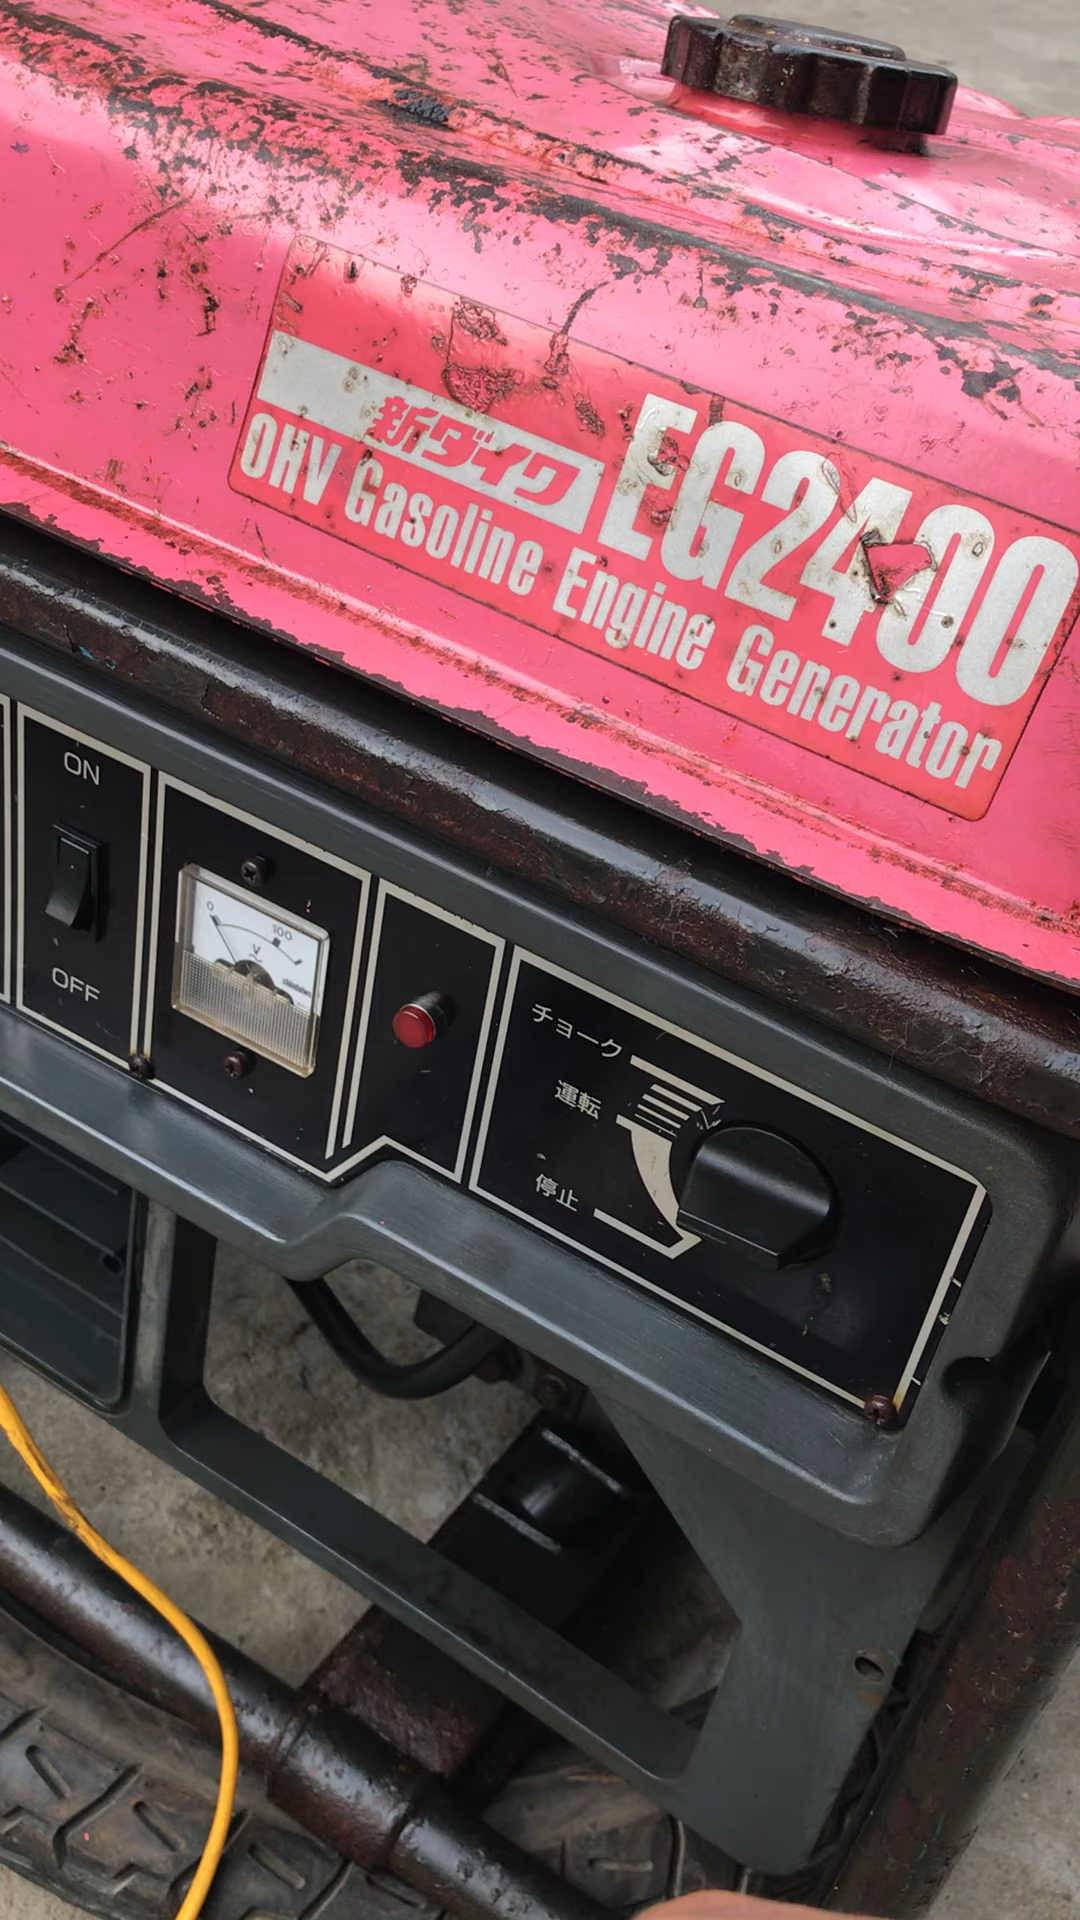 新ダイワ EG2400
OHV Gasoline Engine Generator
ON
OFF
0 100
V
チョーク
運転
停止